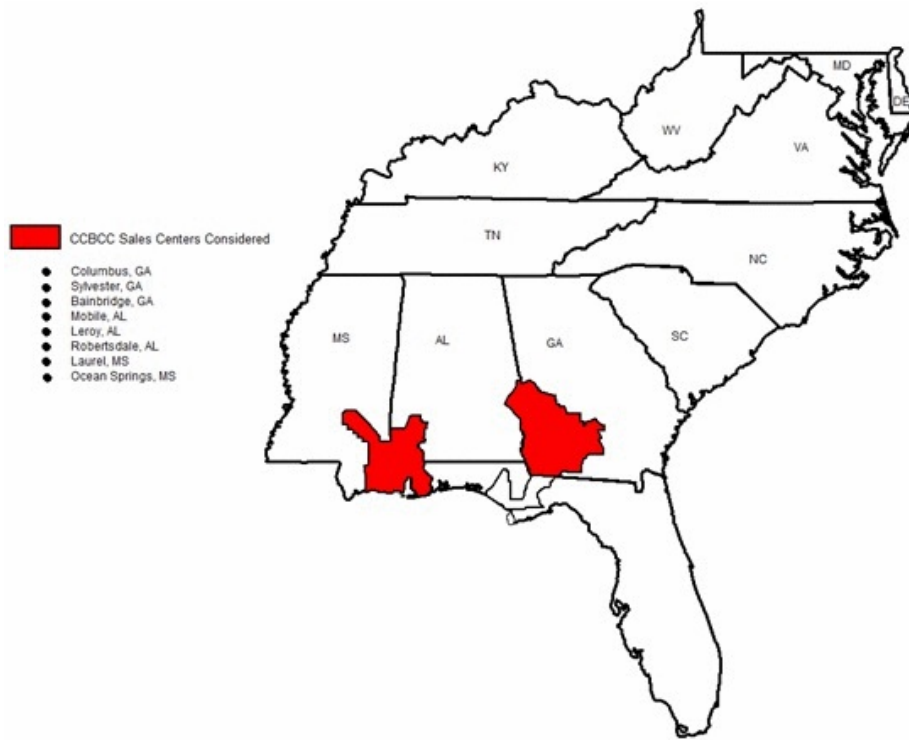 MD
DE
WV
VA
KY
CCBCC Sales Centers Considered
TN
NC
Columbus, GA
Sylvester, GA
Bainbridge, GA
Mobile, AL
Leroy, AL
Robertsdale, AL
Laurel, MS
Ocean Springs, MS
MS
AL
GA
SC